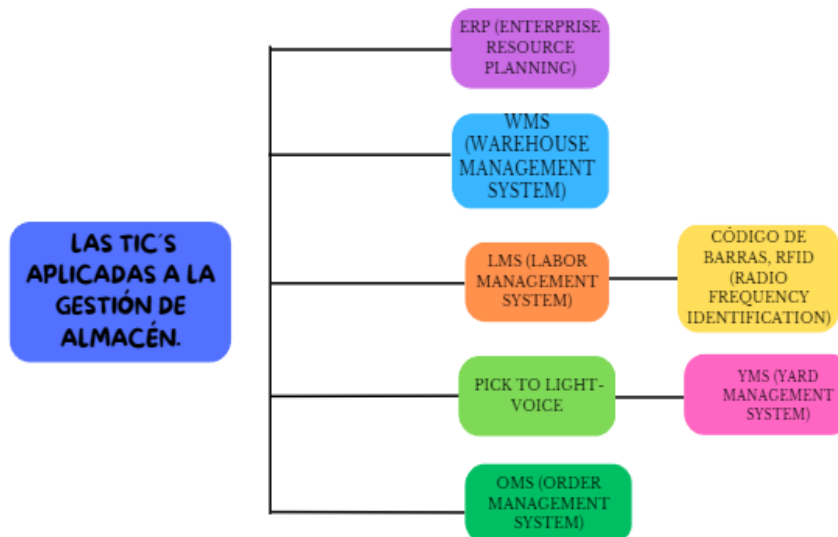 ERP (ENTERPRISE
RESOURCE
PLANNING)
WMS
(WAREHOUSE
MANAGEMENT
SYSTEM)
LAS TIC´S
APLICADAS A LA
GESTIÓN DE
ALMACÉN.
LMS (LABOR
MANAGEMENT
SYSTEM)
CÓDIGO DE
BARRAS, RFID
(RADIO
FREQUENCY
IDENTIFICATION)
PICK TO LIGHT-
VOICE
YMS (YARD
MANAGEMENT
SYSTEM)
OMS (ORDER
MANAGEMENT
SYSTEM)